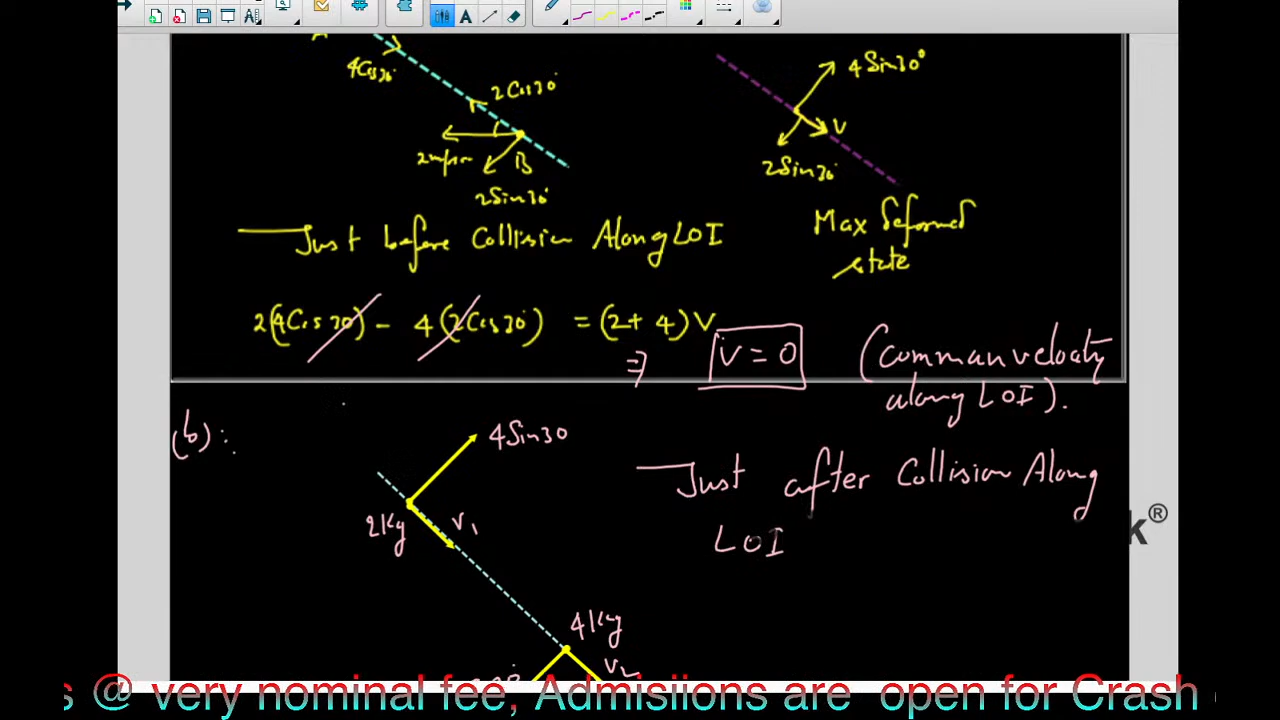 4Cos30°
2Cos30°
4Sin30°
V
2m/s
B
2Sin30°
2Sin30°
Just before Collision Along LOI
Max Deformed
state
2(4Cos30) - 4(2Cos30°) = (2+4)V
⇒ V = 0 (Comman velocity
along LOI).
(b):
4Sin30
Just after Collision Along
LOI
2Kg
V1
4Kg
V2
k®
s @ very nominal fee, Admisiions are open for Crash